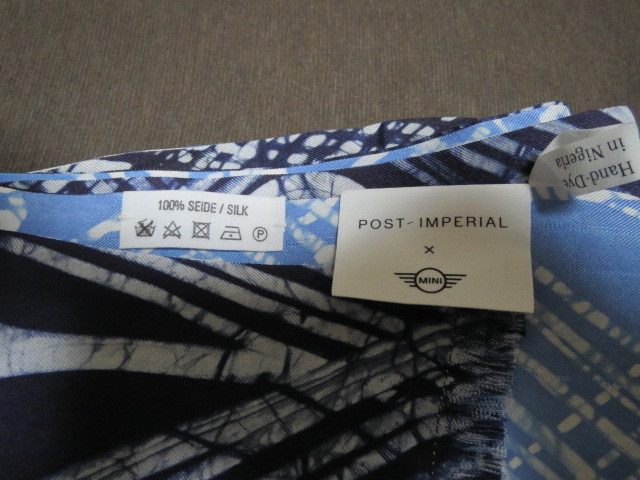 100% SEIDE / SILK
P
POST-IMPERIAL
×
MINI
Hand-Dye
in Nigeria